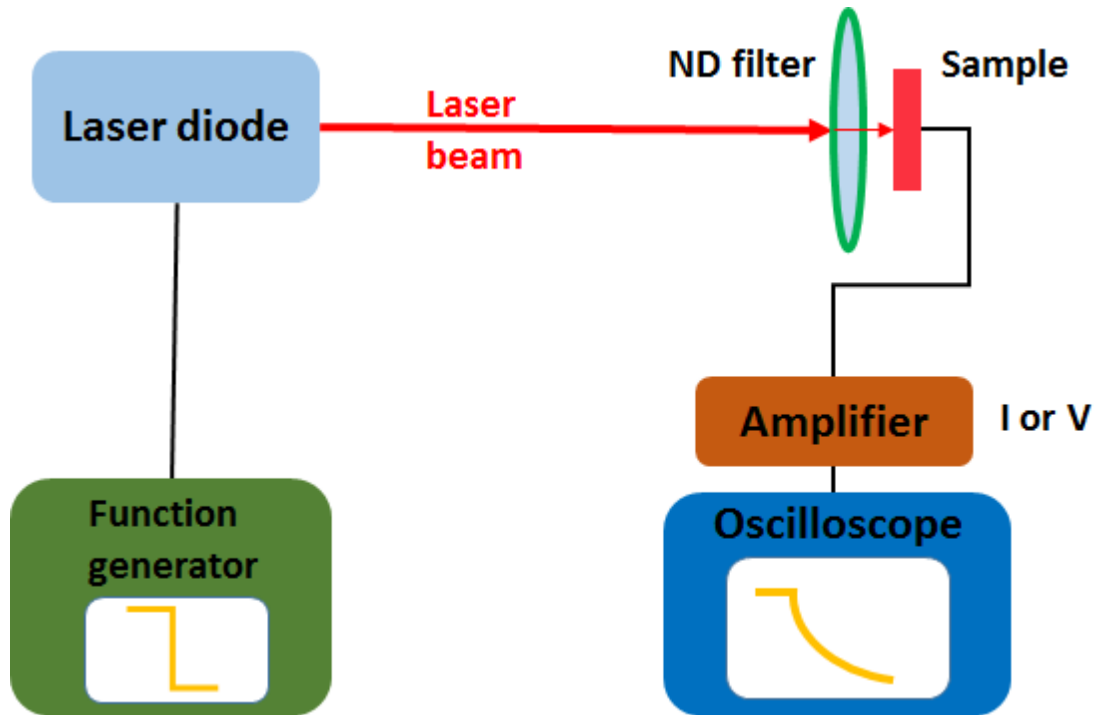 ND filter
Sample
Laser diode
Laser
beam
Amplifier
I or V
Function
generator
Oscilloscope